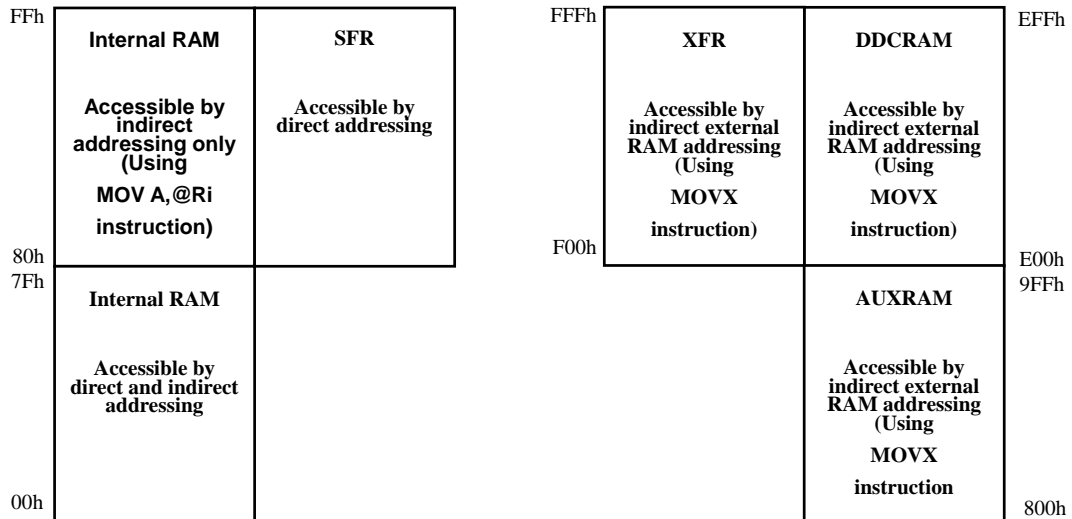 FFh
Internal RAM
Accessible by
indirect
addressing only
(Using
MOV A,@Ri
instruction)
80h
SFR
Accessible by
direct addressing
7Fh
Internal RAM
Accessible by
direct and indirect
addressing
00h
FFFh
XFR
Accessible by
indirect external
RAM addressing
(Using
MOVX
instruction)
F00h
EFFh
DDCRAM
Accessible by
indirect external
RAM addressing
(Using
MOVX
instruction)
E00h
9FFh
AUXRAM
Accessible by
indirect external
RAM addressing
(Using
MOVX
instruction
800h